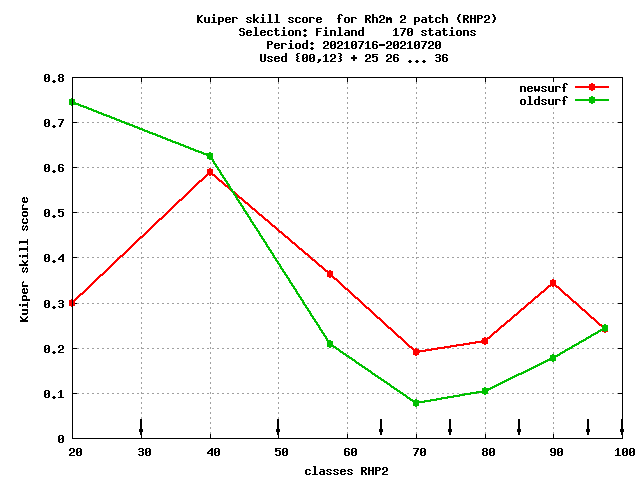 Kuiper skill score  for Rh2m 2 patch (RHP2)
Selection: Finland    170 stations
Period: 20210716-20210720
Used {00,12} + 25 26 ... 36
newsurf
oldsurf
0.8
0.7
0.6
0.5
0.4
0.3
0.2
0.1
0
Kuiper skill score
20 30 40 50 60 70 80 90 100
classes RHP2